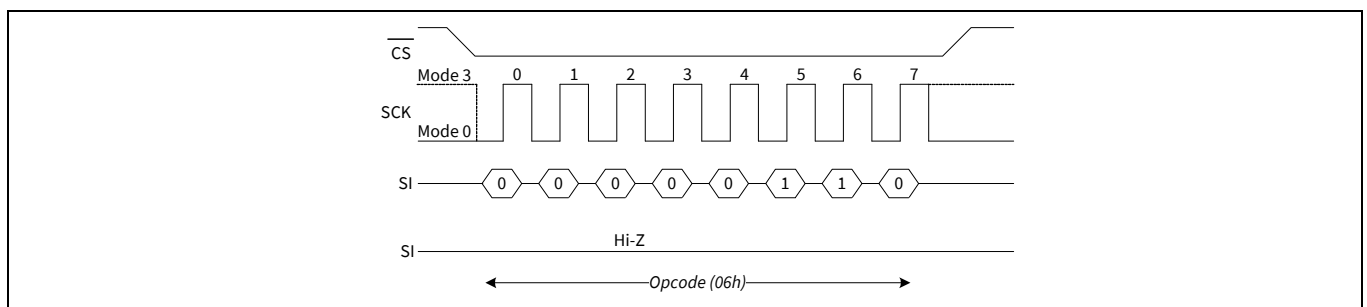 CS
Mode 3 0 1 2 3 4 5 6 7
SCK
Mode 0
SI 0 0 0 0 0 1 1 0
Hi-Z
SI
Opcode (06h)